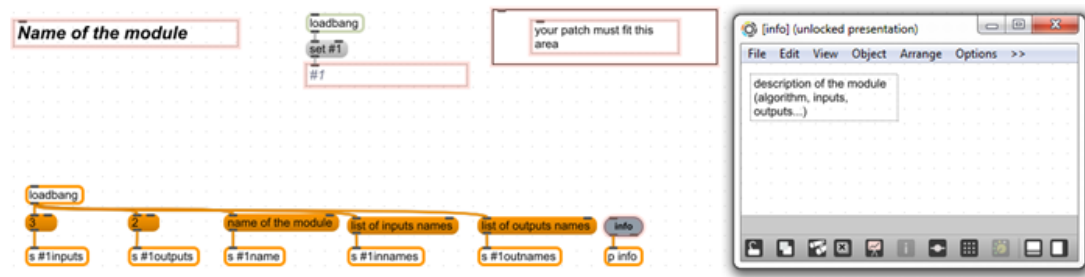 Name of the module
loadbang
set #1
#1
your patch must fit this
area
loadbang
3
2
name of the module
list of inputs names
list of outputs names
info
s #1inputs
s #1outputs
s #1name
s #1innames
s #1outnames
p info
[info] (unlocked presentation)
File Edit View Object Arrange Options >>
description of the module
(algorithm, inputs,
outputs...)